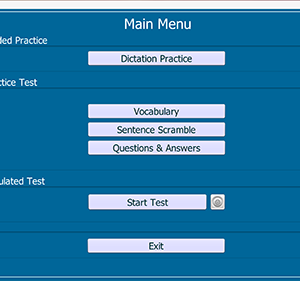 Main Menu
ded Practice
Dictation Practice
ctice Test
Vocabulary
Sentence Scramble
Questions & Answers
ulated Test
Start Test
Exit